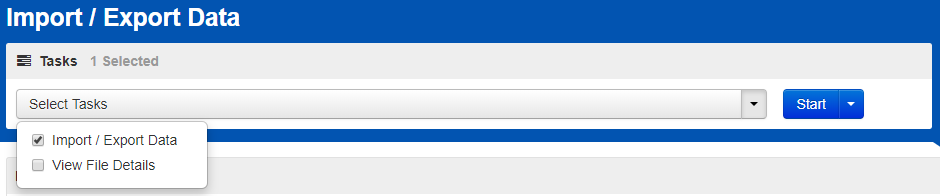 Import / Export Data
Tasks 1 Selected
Select Tasks Start
Import / Export Data
View File Details